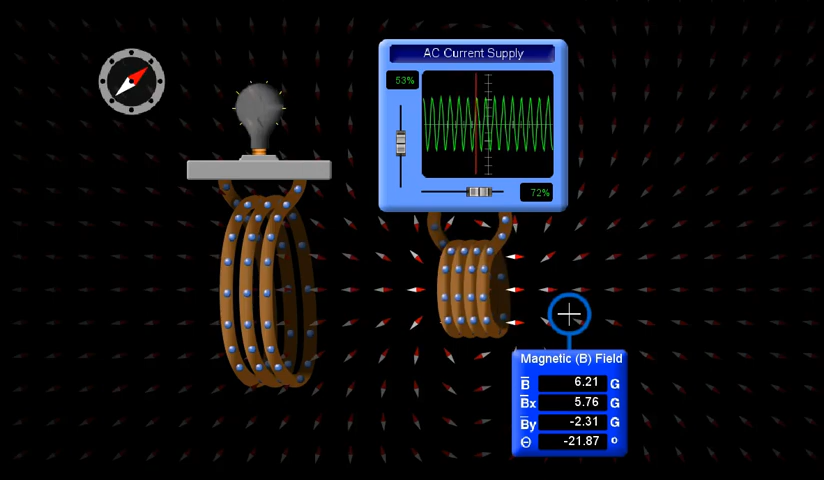 AC Current Supply
53%
72%
Magnetic (B) Field
B 6.21 G
Bx 5.76 G
By -2.31 G
Θ -21.87 º